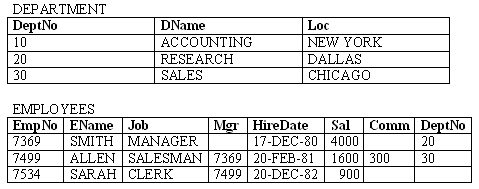 DEPARTMENT
DeptNo DName Loc
10 ACCOUNTING NEW YORK
20 RESEARCH DALLAS
30 SALES CHICAGO
EMPLOYEES
EmpNo EName Job Mgr HireDate Sal Comm DeptNo
7369 SMITH MANAGER 17-DEC-80 4000 20
7499 ALLEN SALESMAN 7369 20-FEB-81 1600 300 30
7534 SARAH CLERK 7499 20-DEC-82 900